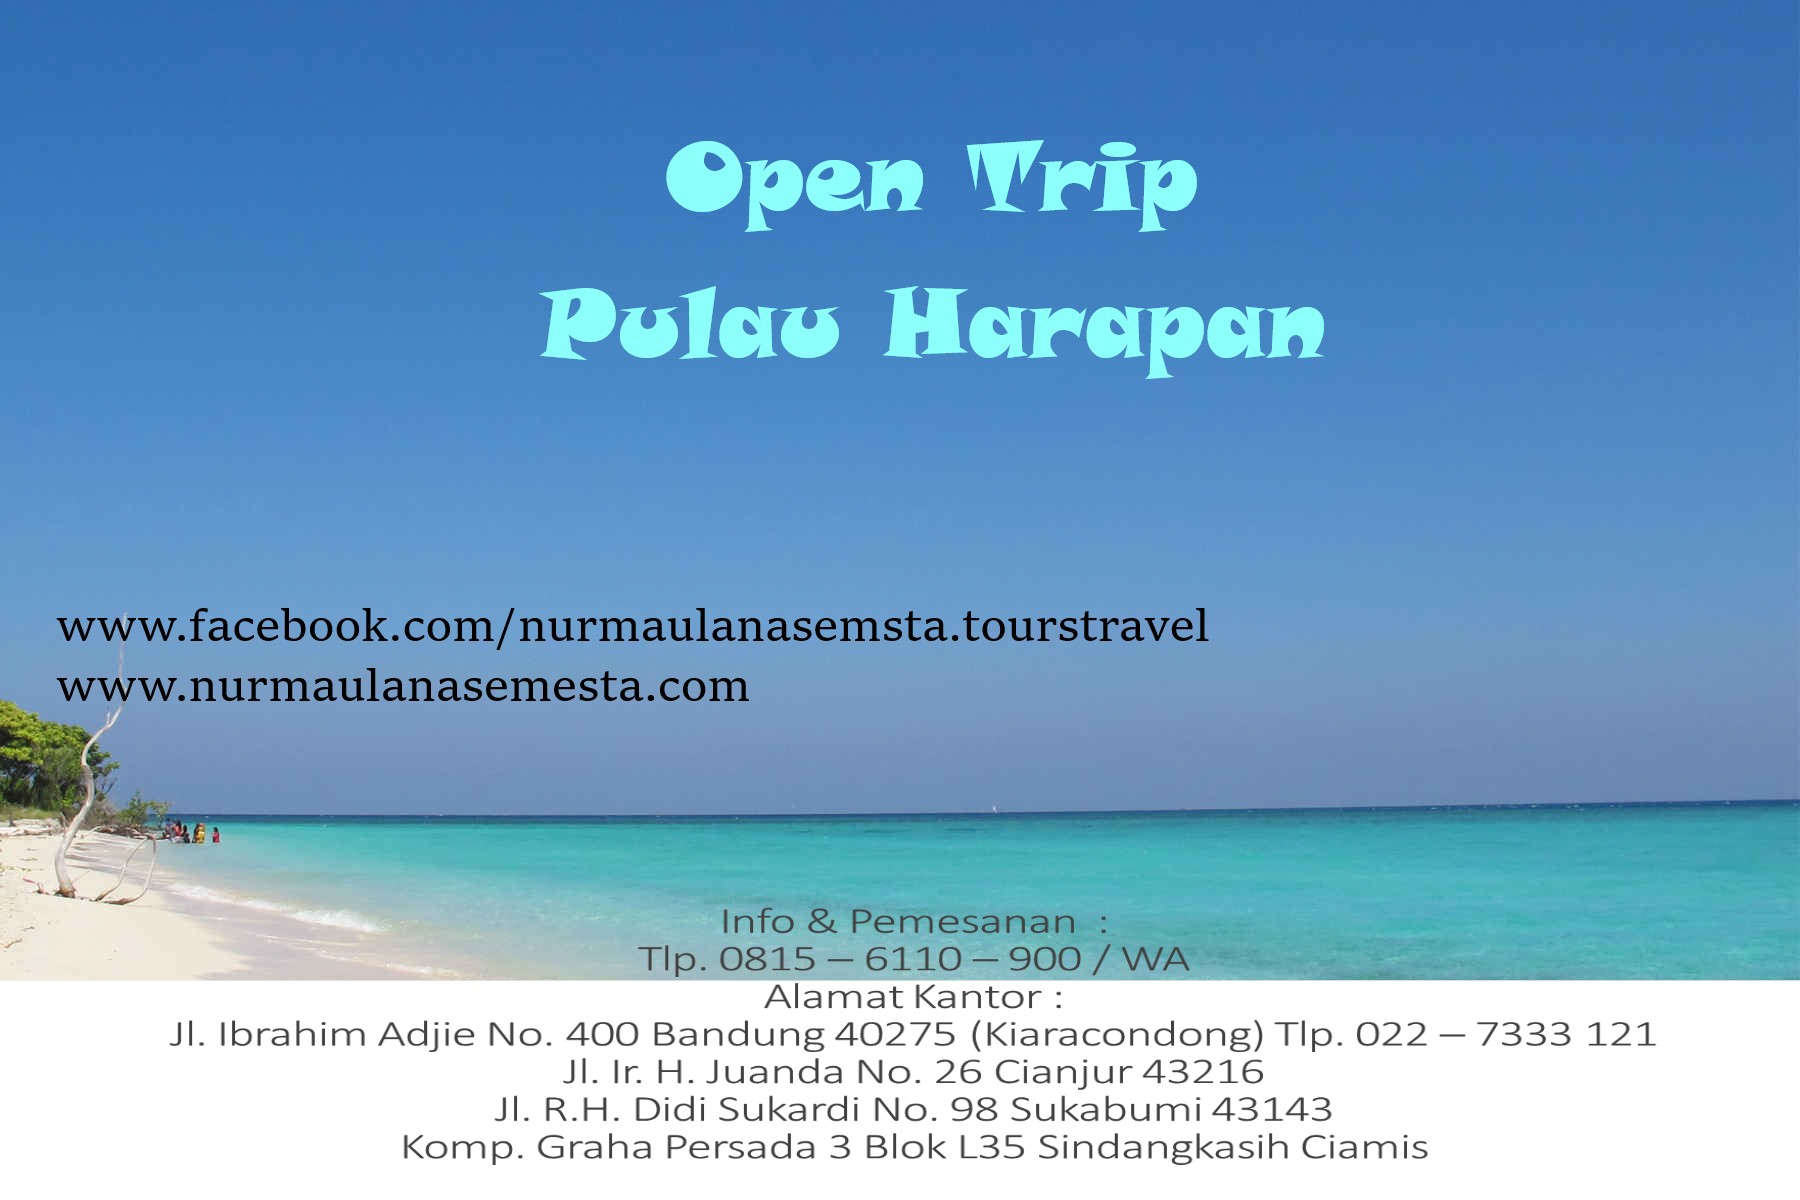 Open Trip
Pulau Harapan
www.facebook.com/nurmaulanasemsta.tourstravel
www.nurmaulanasemesta.com
Info & Pemesanan :
Tlp. 0815 – 6110 – 900 / WA
Alamat Kantor :
Jl. Ibrahim Adjie No. 400 Bandung 40275 (Kiaracondong) Tlp. 022 – 7333 121
Jl. Ir. H. Juanda No. 26 Cianjur 43216
Jl. R.H. Didi Sukardi No. 98 Sukabumi 43143
Komp. Graha Persada 3 Blok L35 Sindangkasih Ciamis